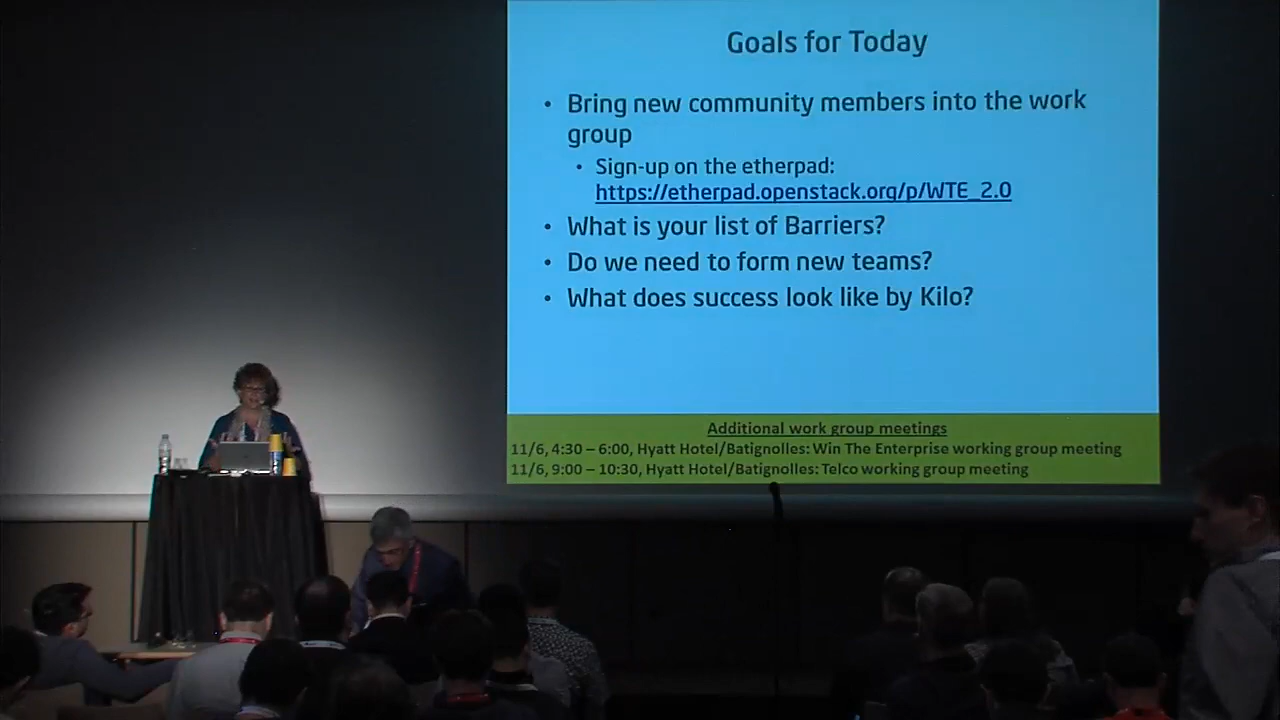 Goals for Today
• Bring new community members into the work
group
• Sign-up on the etherpad:
https://etherpad.openstack.org/p/WTE_2.0
• What is your list of Barriers?
• Do we need to form new teams?
• What does success look like by Kilo?
Additional work group meetings
11/6, 4:30 – 6:00, Hyatt Hotel/Batignolles: Win The Enterprise working group meeting
11/6, 9:00 – 10:30, Hyatt Hotel/Batignolles: Telco working group meeting